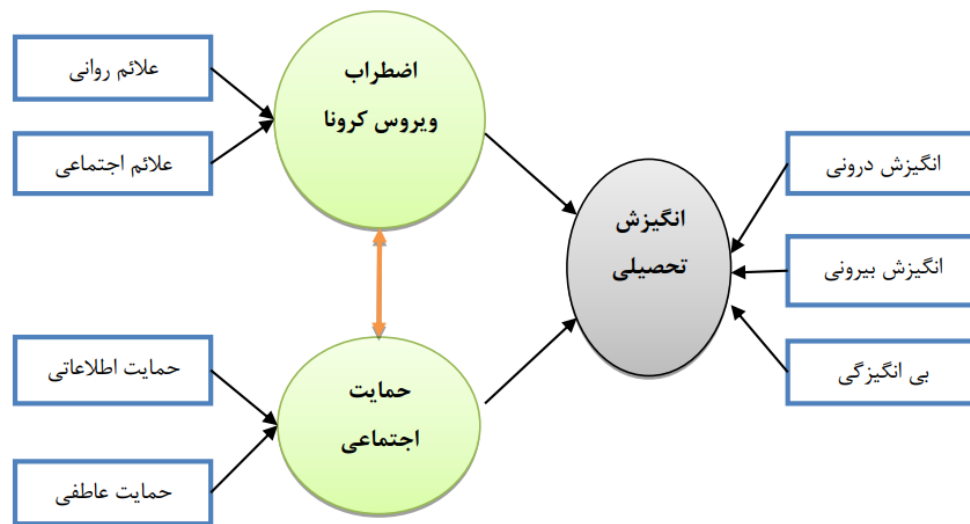 علائم روانی
علائم اجتماعی
اضطراب
ویروس کرونا
انگیزش
تحصیلی
انگیزش درونی
انگیزش بیرونی
بی انگیزگی
حمایت اطلاعاتی
حمایت عاطفی
حمایت
اجتماعی